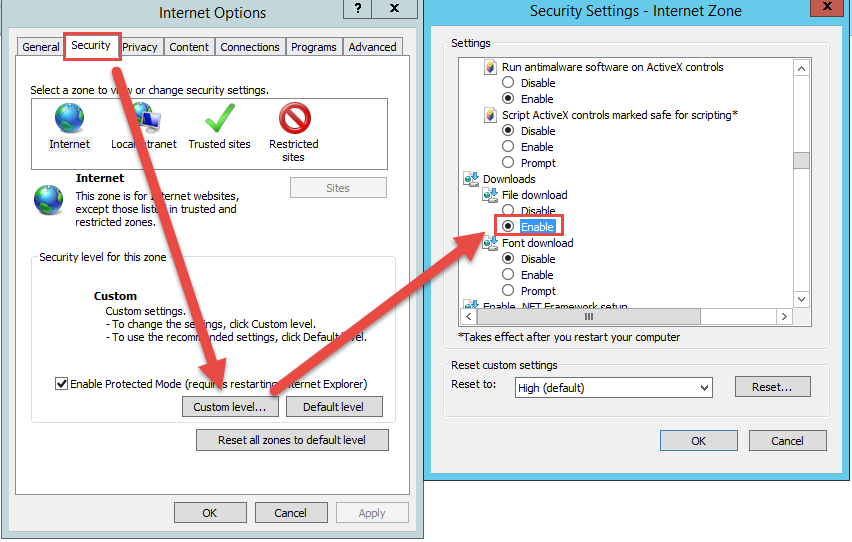 Internet Options
?
x
General
Security
Privacy
Content
Connections
Programs
Advanced
Select a zone to view or change security settings.
Internet
Local intranet
Trusted sites
Restricted
sites
Internet
This zone is for Internet websites,
except those listed in trusted and
restricted zones.
Sites
Security level for this zone
Custom
Custom settings.
- To change the settings, click Custom level.
- To use the recommended settings, click Default level.
Enable Protected Mode (requires restarting Internet Explorer)
Custom level...
Default level
Reset all zones to default level
OK
Cancel
Apply
Security Settings - Internet Zone
x
Settings
Run antimalware software on ActiveX controls
Disable
Enable
Script ActiveX controls marked safe for scripting*
Disable
Enable
Prompt
Downloads
File download
Disable
Enable
Font download
Disable
Enable
Prompt
Enable .NET Framework setup
*Takes effect after you restart your computer
Reset custom settings
Reset to:
High (default)
Reset...
OK
Cancel